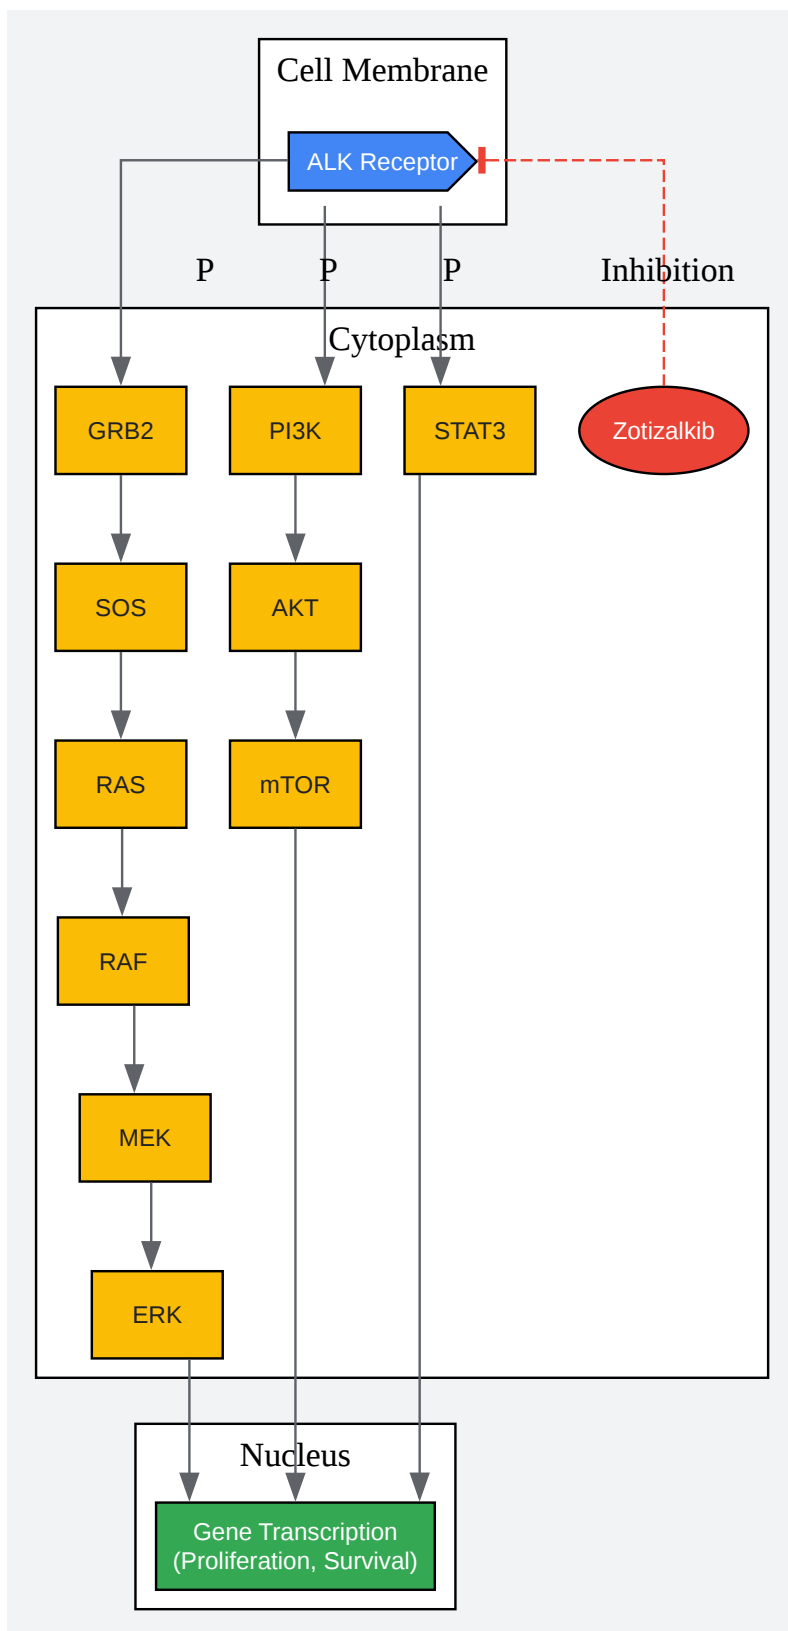 Cell Membrane
ALK Receptor
P
P
P
Inhibition
Cytoplasm
GRB2
PI3K
STAT3
Zotizalkib
SOS
AKT
RAS
mTOR
RAF
MEK
ERK
Nucleus
Gene Transcription
(Proliferation, Survival)